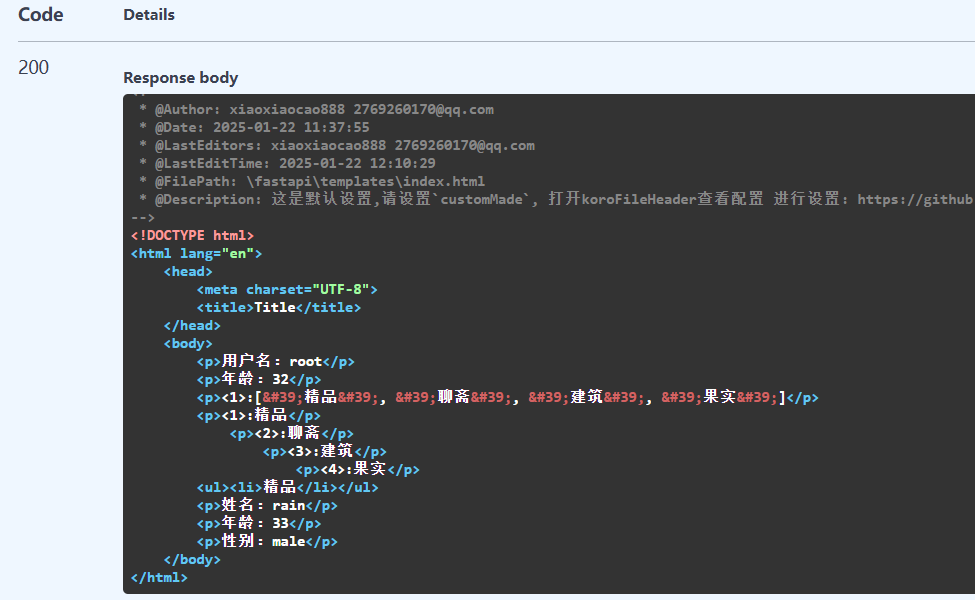 Code Details
200
Response body
* @Author: xiaoxiaocao888 2769260170@qq.com
* @Date: 2025-01-22 11:37:55
* @LastEditors: xiaoxiaocao888 2769260170@qq.com
* @LastEditTime: 2025-01-22 12:10:29
* @FilePath: \fastapi\templates\index.html
* @Description: 这是默认设置,请设置`customMade`, 打开koroFileHeader查看配置 进行设置: https://github
-->
<!DOCTYPE html>
<html lang="en">
<head>
<meta charset="UTF-8">
<title>Title</title>
</head>
<body>
<p>用户名: root</p>
<p>年龄: 32</p>
<p><1>:[&#39;精品&#39;, &#39;聊斋&#39;, &#39;建筑&#39;, &#39;果实&#39;]</p>
<p><1>:精品</p>
<p><2>:聊斋</p>
<p><3>:建筑</p>
<p><4>:果实</p>
<ul><li>精品</li></ul>
<p>姓名: rain</p>
<p>年龄: 33</p>
<p>性别: male</p>
</body>
</html>